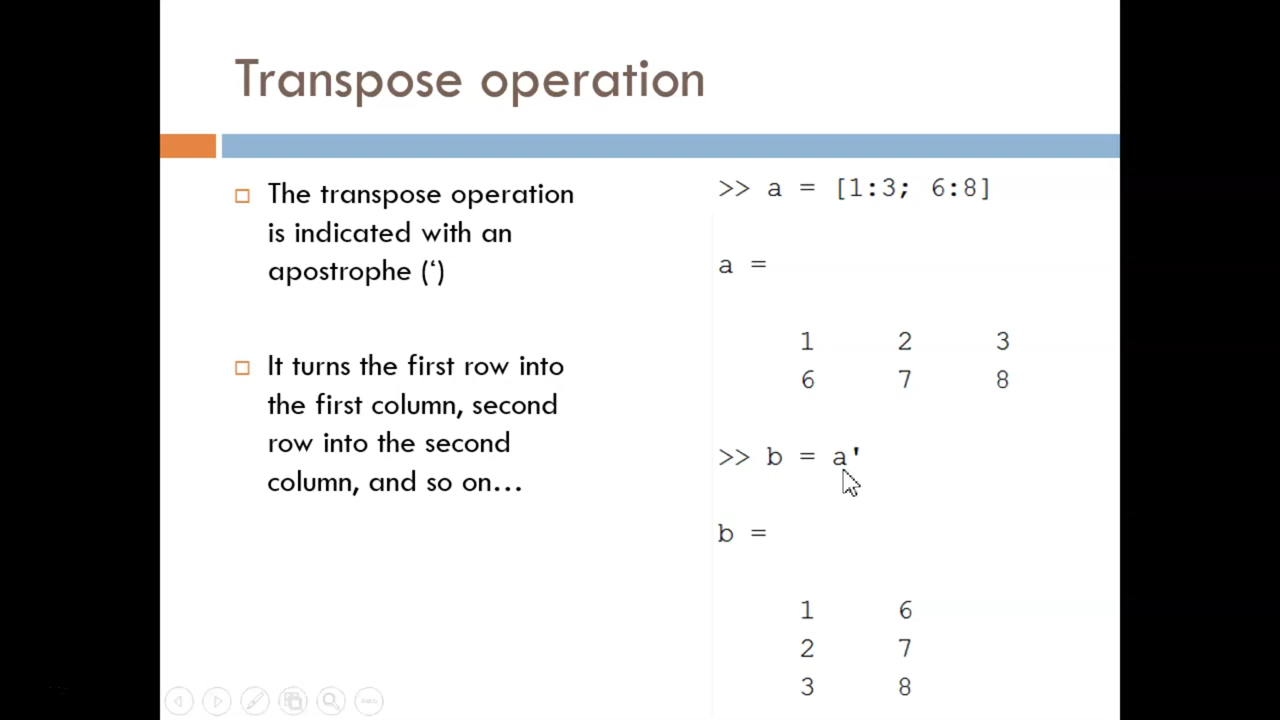 Transpose operation
The transpose operation
is indicated with an
apostrophe (‘)
It turns the first row into
the first column, second
row into the second
column, and so on…
>> a = [1:3; 6:8]
a =
1 2 3
6 7 8
>> b = a'
b =
1 6
2 7
3 8